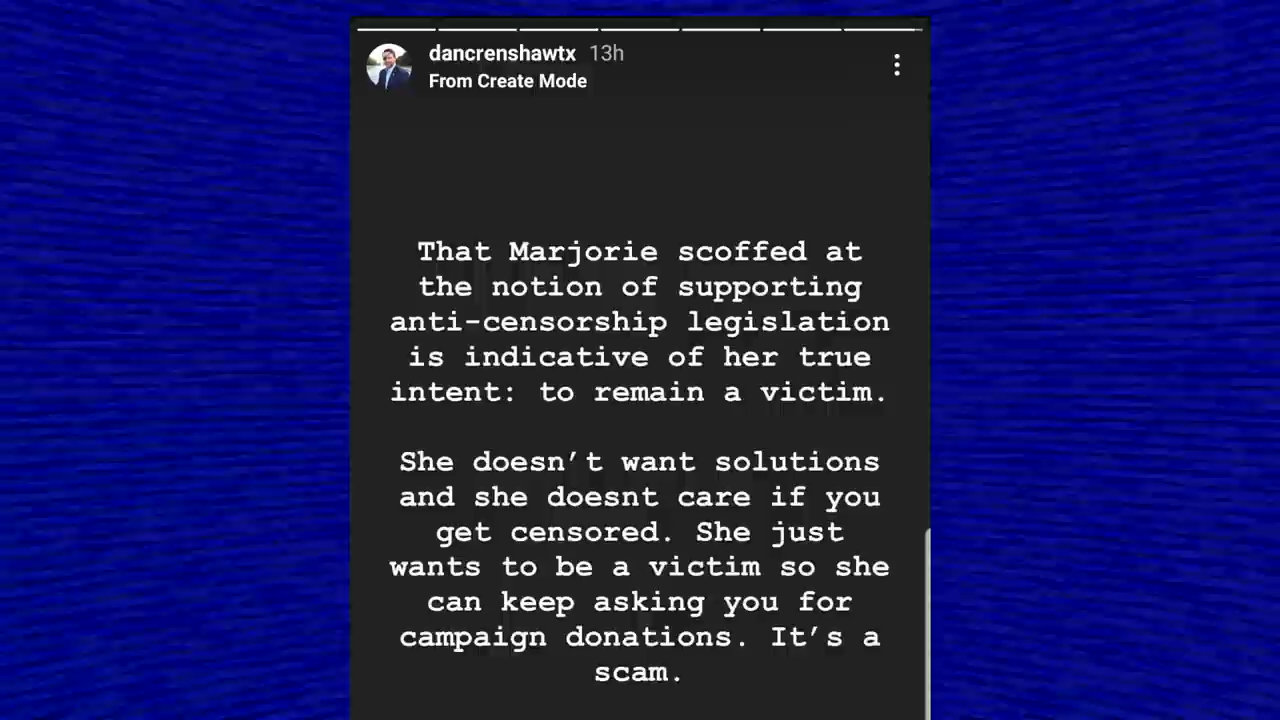 dancrenshawtx 13h
From Create Mode
That Marjorie scoffed at
the notion of supporting
anti-censorship legislation
is indicative of her true
intent: to remain a victim.
She doesn’t want solutions
and she doesnt care if you
get censored. She just
wants to be a victim so she
can keep asking you for
campaign donations. It’s a
scam.